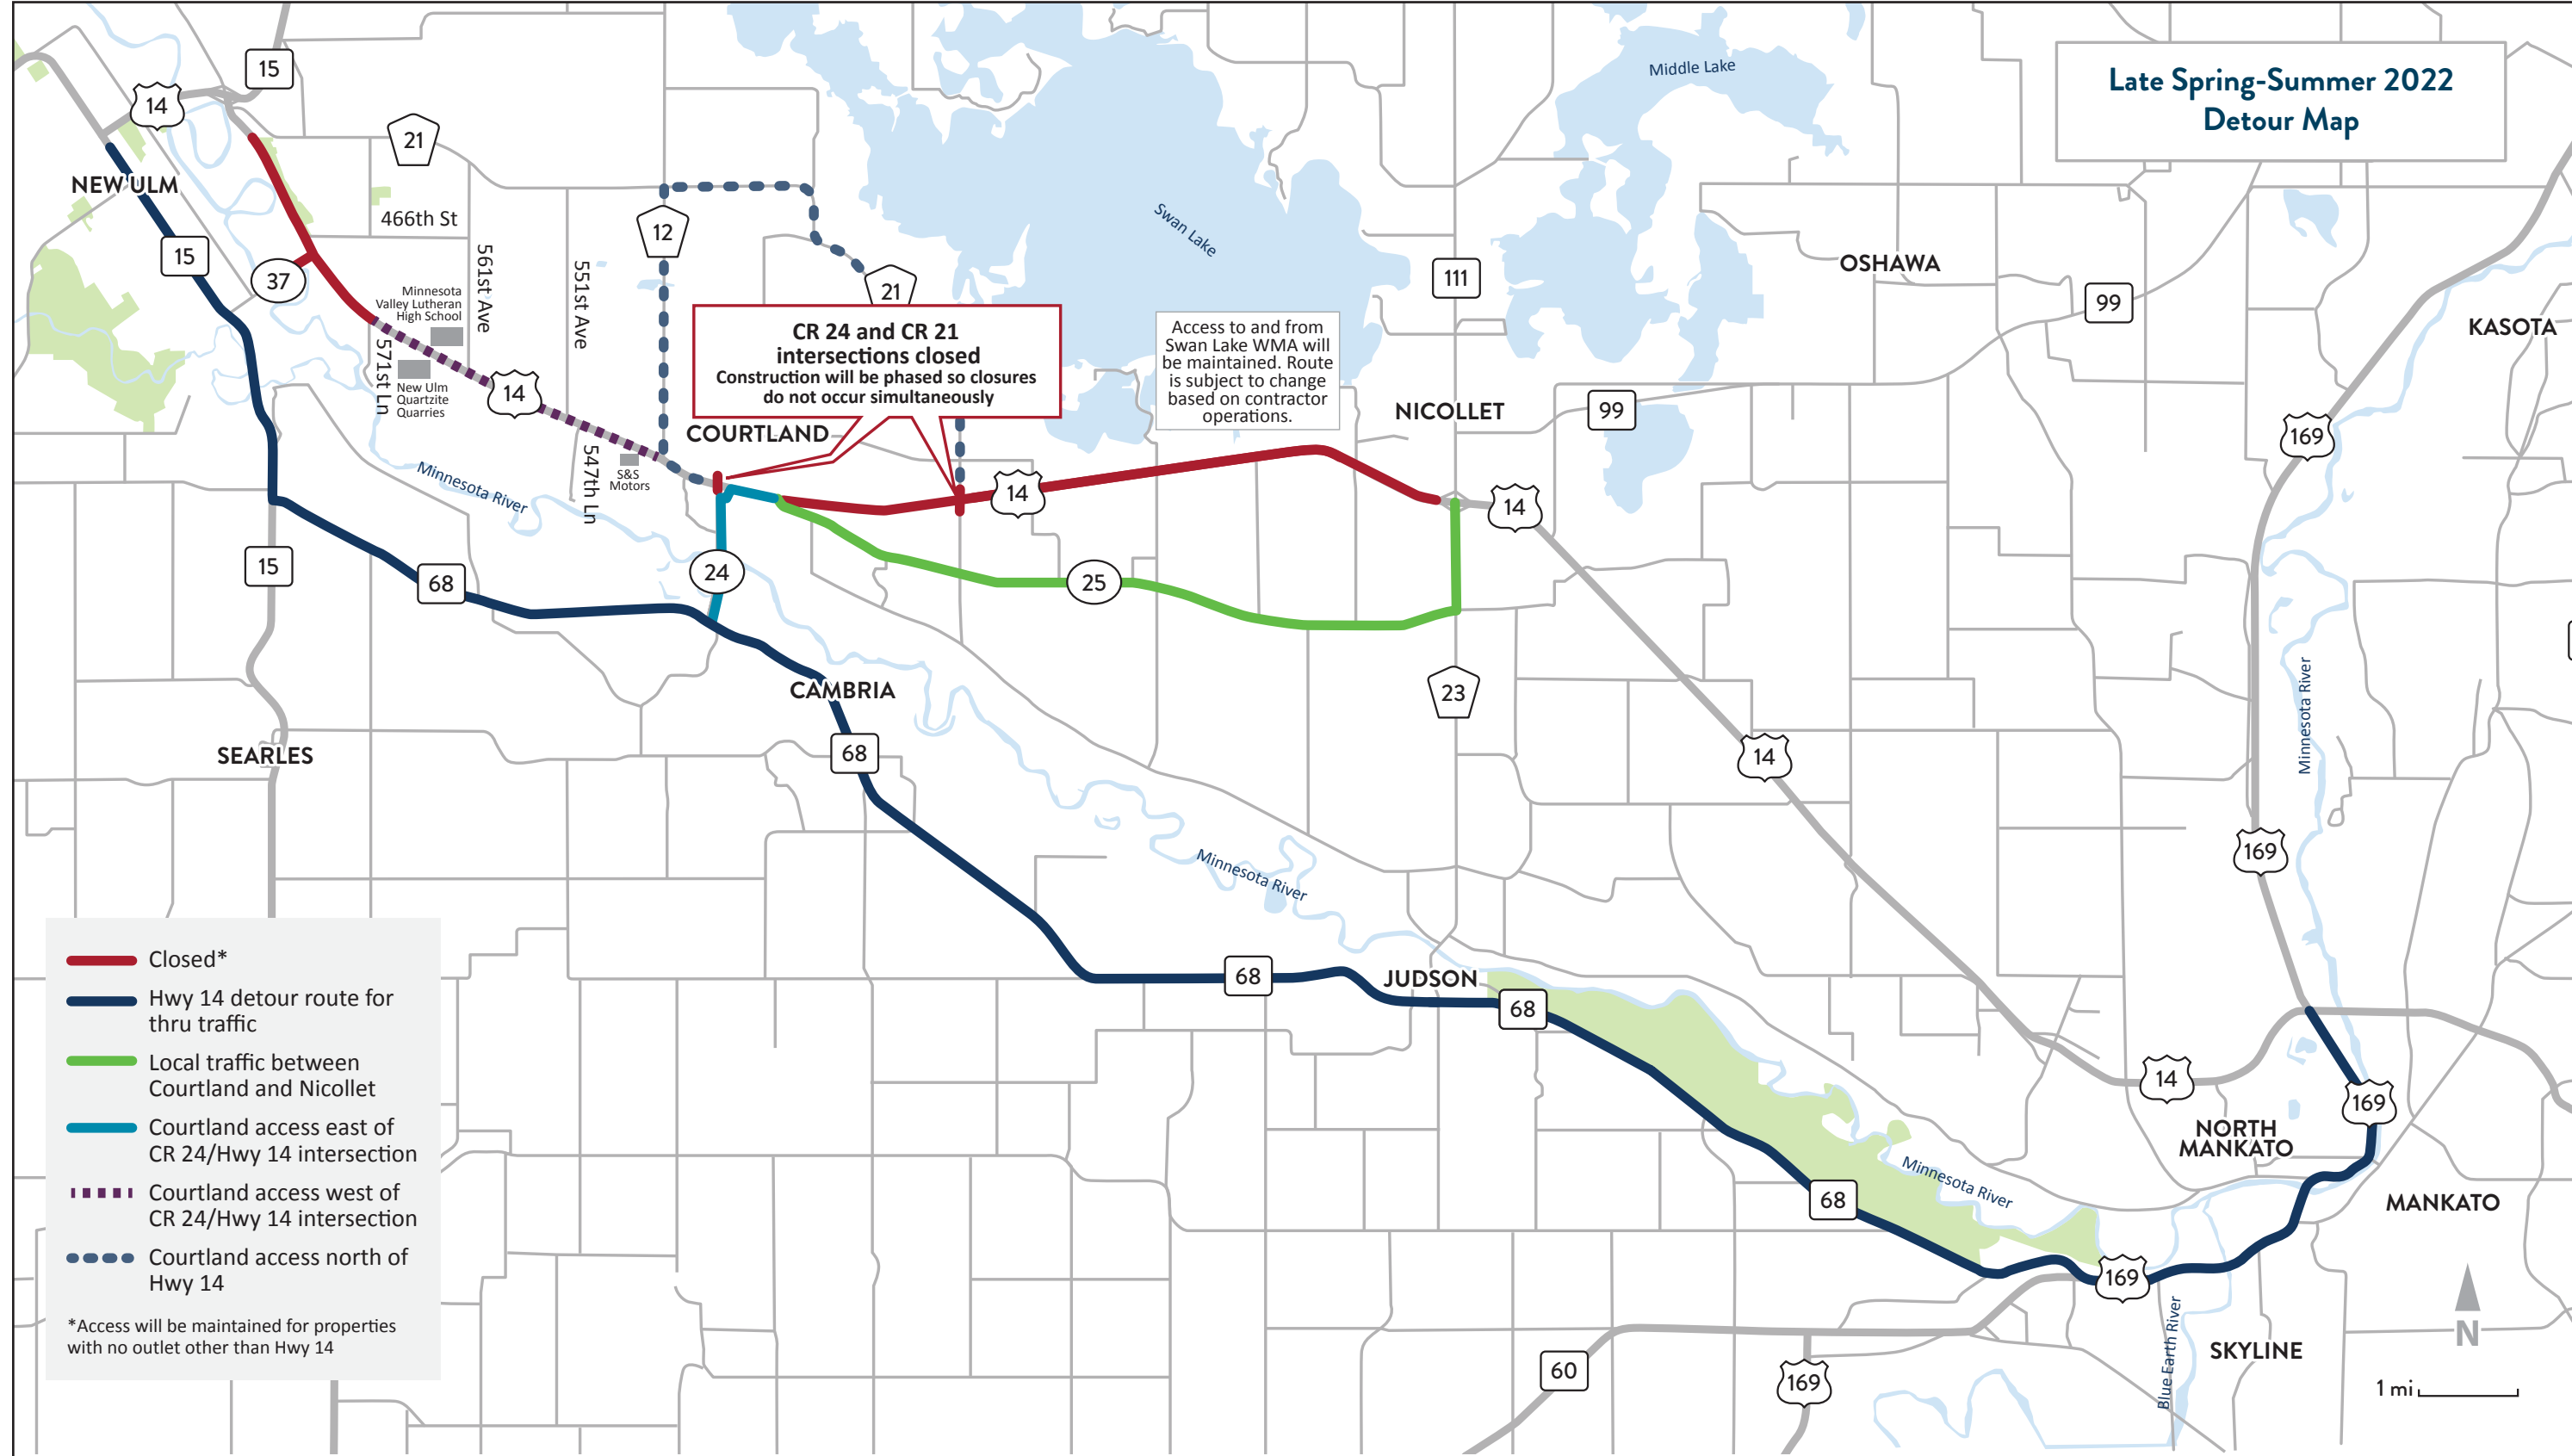 Late Spring-Summer 2022
Detour Map
15
14
21
NEW ULM
466th St
15
37
561st Ave
551st Ave
12
21
Minnesota
Valley Lutheran
High School
571st Ln
New Ulm
Quartzite
Quarries
14
547th Ln
S&S
Motors
COURTLAND
CR 24 and CR 21
intersections closed
Construction will be phased so closures
do not occur simultaneously
Swan Lake
Middle Lake
Access to and from
Swan Lake WMA will
be maintained. Route
is subject to change
based on contractor
operations.
111
NICOLLET
99
OSHAWA
99
KASOTA
169
14
14
Minnesota River
15
68
24
25
23
CAMBRIA
68
SEARLES
14
Minnesota River
169
Minnesota River
68
JUDSON
68
14
169
NORTH
MANKATO
MANKATO
Minnesota River
68
169
Blue Earth River
SKYLINE
60
169
N
1 mi
Closed*
Hwy 14 detour route for
thru traffic
Local traffic between
Courtland and Nicollet
Courtland access east of
CR 24/Hwy 14 intersection
Courtland access west of
CR 24/Hwy 14 intersection
Courtland access north of
Hwy 14
*Access will be maintained for properties
with no outlet other than Hwy 14